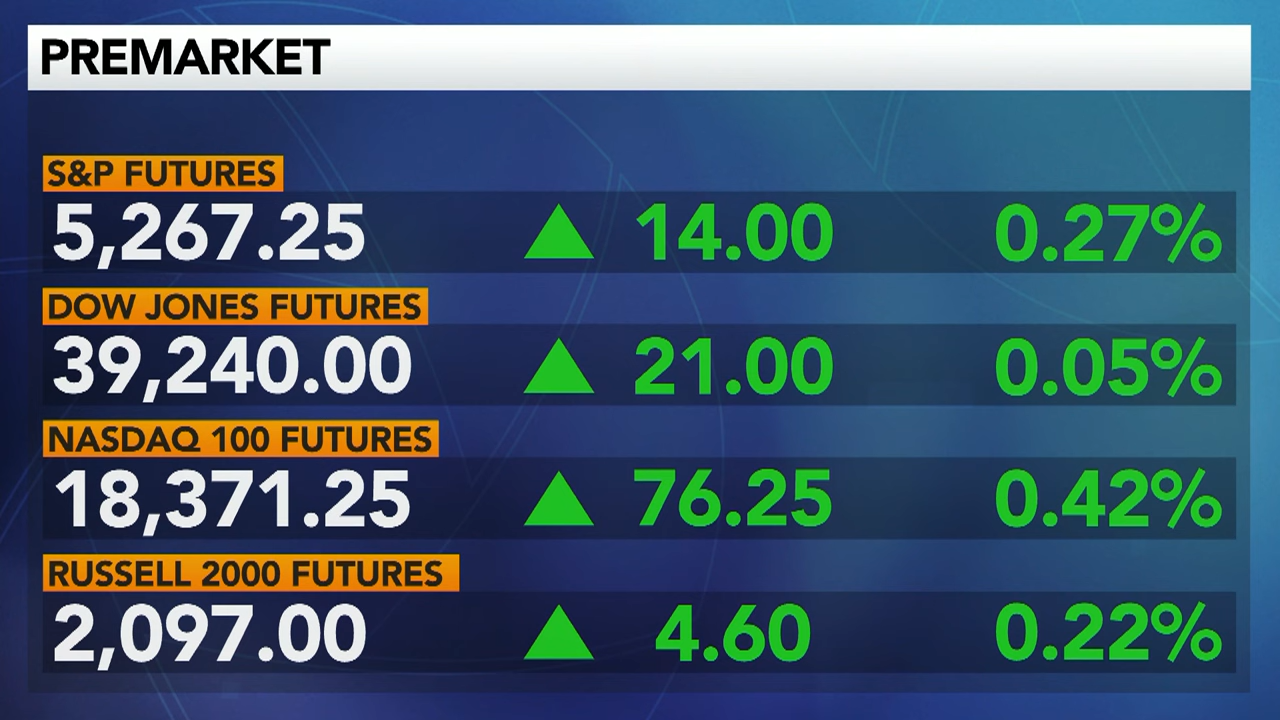 PREMARKET
S&P FUTURES
5,267.25 ▲ 14.00 0.27%
DOW JONES FUTURES
39,240.00 ▲ 21.00 0.05%
NASDAQ 100 FUTURES
18,371.25 ▲ 76.25 0.42%
RUSSELL 2000 FUTURES
2,097.00 ▲ 4.60 0.22%